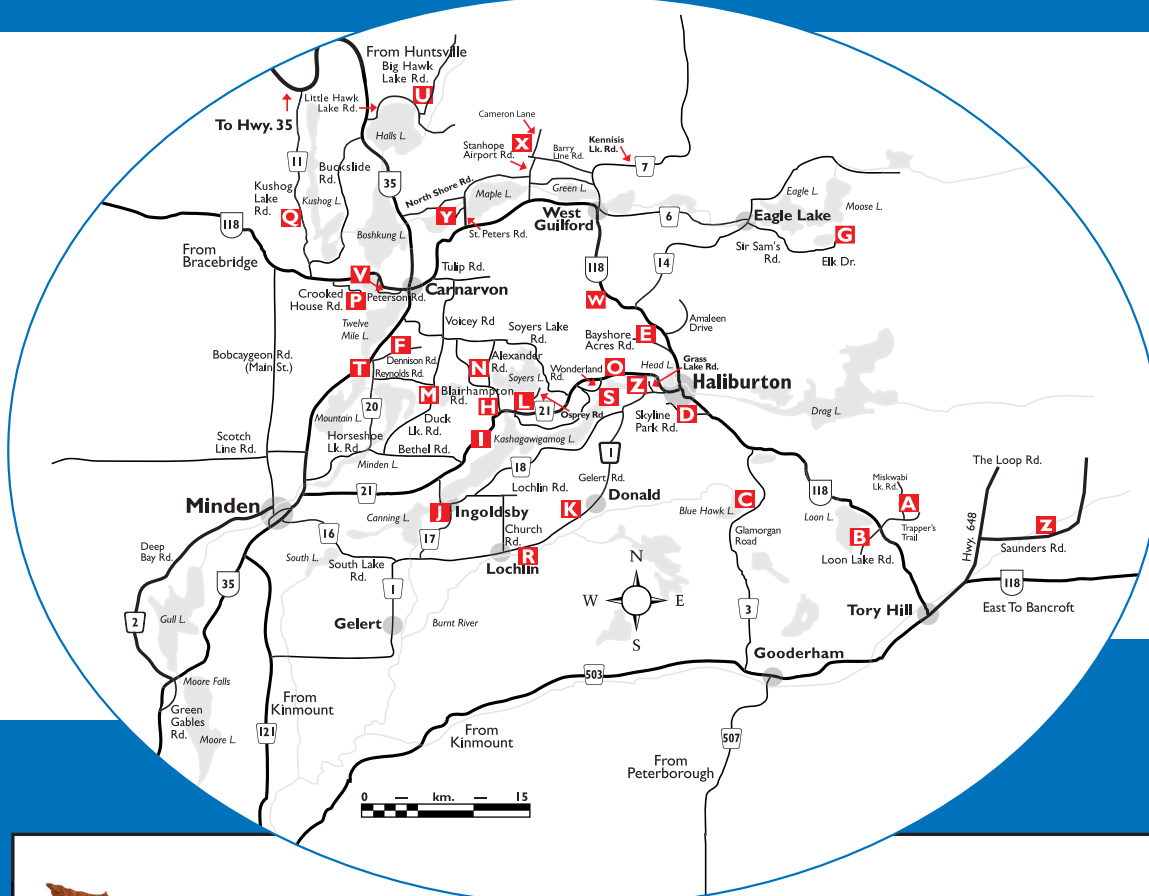 From Huntsville
Big Hawk
Lake Rd.
U
Little Hawk
Lake Rd.
To Hwy. 35
Halls L.
Cameron Lane
X
Stanhope
Airport Rd.
Barry
Line Rd.
Kennisis
Lk. Rd.
7
11
Buckslide
Rd.
35
Kushog
Lake
Rd.
Kushog L.
Q
North Shore Rd.
Maple L.
Green L.
Y
St. Peters Rd.
West
Guilford
6
Eagle L.
Moose L.
Eagle Lake
G
Sir Sam's
Rd.
Elk Dr.
118
From
Bracebridge
Boshkung L.
Tulip Rd.
118
14
V
Crooked
House Rd.
P
Peterson Rd.
Carnarvon
W
Twelve
Mile L.
Voicey Rd
Soyers Lake
Rd.
Bayshore
Acres Rd.
E
Amaleen
Drive
Bobcaygeon Rd.
(Main St.)
F
Dennison Rd.
T
Reynolds Rd.
N
Alexander
Rd.
Soyers L.
Wonderland
Rd.
O
Head L.
Grass
Lake Rd.
Z
Haliburton
M
Blairhampton
Rd.
H
L
21
S
Osprey Rd.
20
Mountain L.
Duck
Lk. Rd.
Skyline
Park Rd.
D
Drag L.
Scotch
Line Rd.
Horseshoe
Lk. Rd.
Bethel Rd.
I
Kashagawigamog L.
1
Minden L.
18
Gelert Rd.
Lochlin Rd.
21
Minden
Canning L.
J
Ingoldsby
K
Donald
Blue Hawk L.
C
118
The Loop Rd.
Miskwabi
Lk. Rd.
A
Loon L.
Trapper's
Trail
B
Loon Lake Rd.
Glamorgan
Road
Hwy. 648
Z
Saunders Rd.
118
East To Bancroft
16
17
Church
Rd.
R
Lochlin
Deep
Bay Rd.
South L.
South Lake
Rd.
35
1
N
W
E
S
3
Tory Hill
2
Gull L.
Gelert
Burnt River
Gooderham
503
Moore Falls
Green
Gables
Rd.
Moore L.
From
Kinmount
121
From
Kinmount
From
Peterborough
507
0 — km. — 15